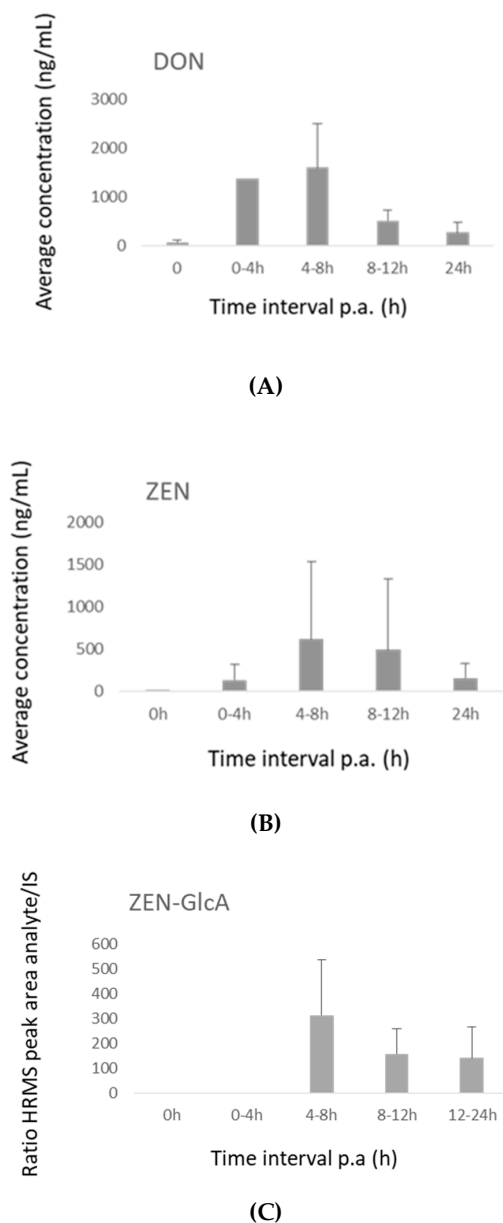 DON
Average concentration (ng/mL)
3000
2000
1000
0
0 0-4h 4-8h 8-12h 24h
Time interval p.a. (h)
(A)
ZEN
Average concentration (ng/mL)
2000
1500
1000
500
0
0h 0-4h 4-8h 8-12h 24h
Time interval p.a. (h)
(B)
ZEN-GlcA
Ratio HRMS peak area analyte/IS
600
500
400
300
200
100
0
0h 0-4h 4-8h 8-12h 12-24h
Time interval p.a (h)
(C)